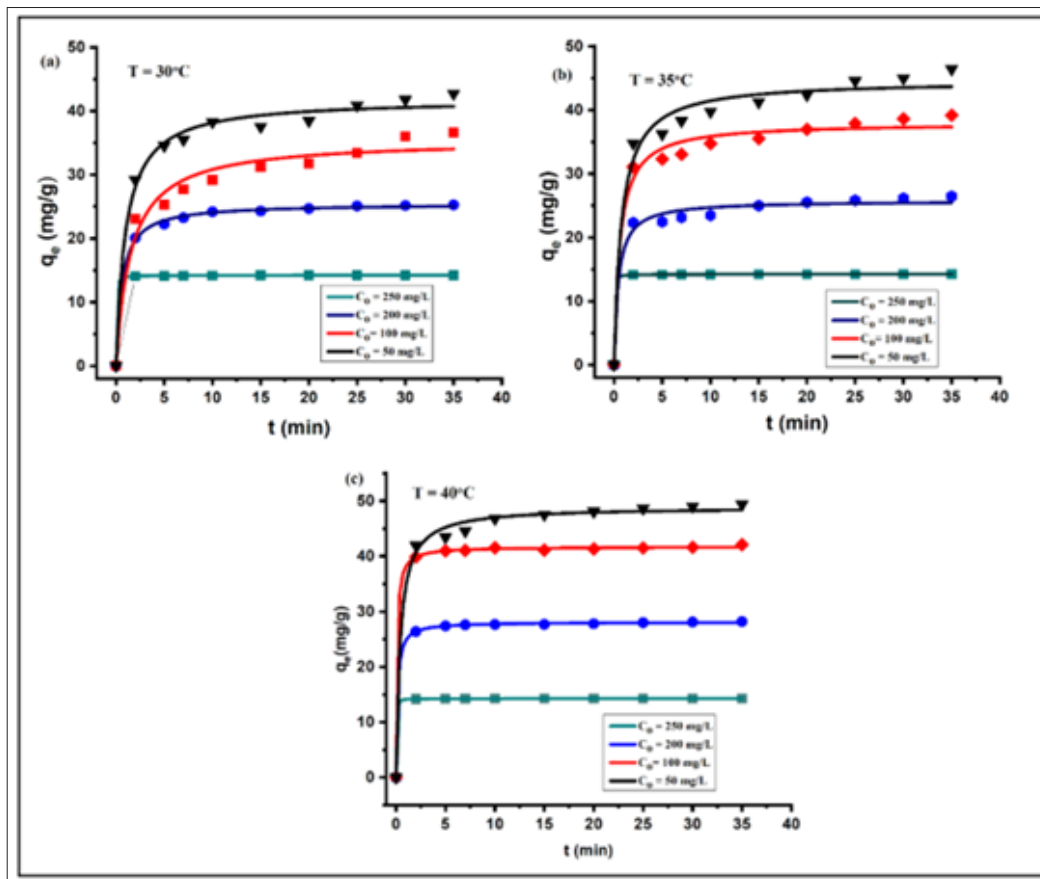 (a)
T = 30°C
50
40
30
20
10
0
qe (mg/g)
C₀ = 250 mg/L
C₀ = 200 mg/L
C₀= 100 mg/L
C₀ = 50 mg/L
0 5 10 15 20 25 30 35 40
t (min)
(b)
T = 35°C
50
40
30
20
10
0
qe (mg/g)
C₀ = 250 mg/L
C₀ = 200 mg/L
C₀= 100 mg/L
C₀ = 50 mg/L
0 5 10 15 20 25 30 35 40
t (min)
(c)
T = 40°C
50
40
30
20
10
0
qe(mg/g)
C₀ = 250 mg/L
C₀ = 200 mg/L
C₀= 100 mg/L
C₀ = 50 mg/L
0 5 10 15 20 25 30 35 40
t (min)